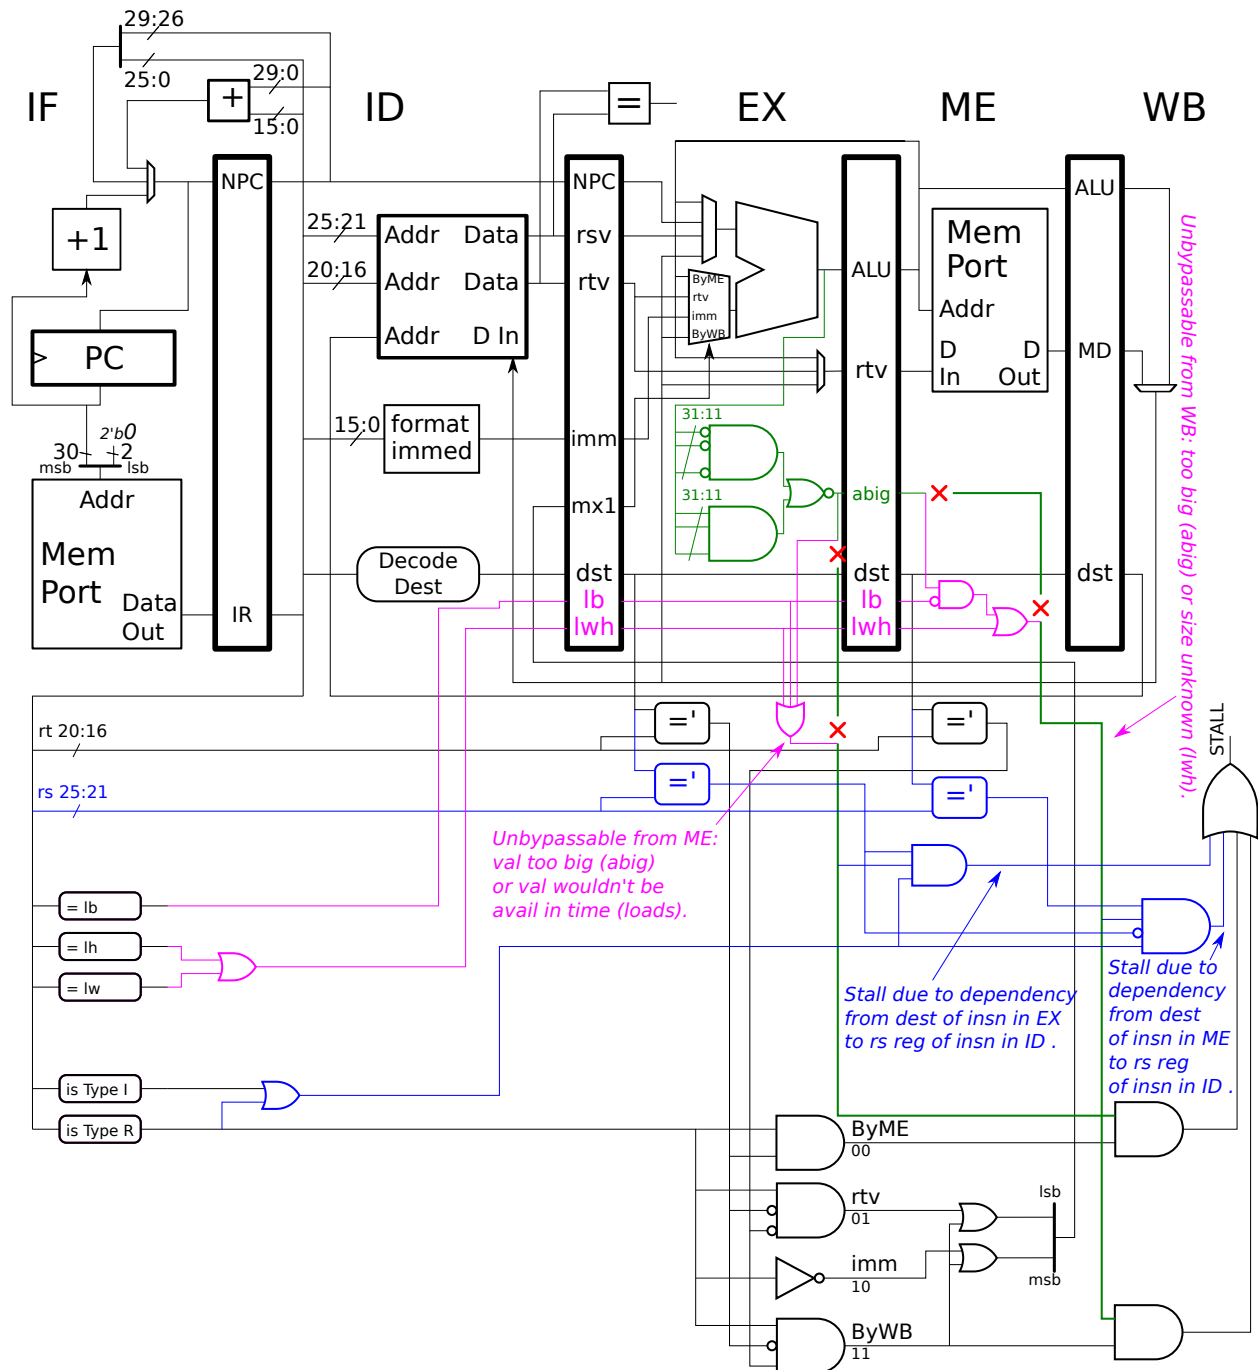 29:26
25:0
29:0
15:0
+
=
IF
ID
EX
ME
WB
NPC
NPC
ALU
+1
25:21
Addr
Data
rsv
20:16
Addr
Data
rtv
Addr
D In
ByME
rtv
imm
ByWB
ALU
Mem
Port
Addr
D
In
D
Out
MD
PC
rtv
15:0
format
immed
imm
31:11
31:11
abig
mx1
30
msb
2'b0
2
lsb
Addr
Mem
Port
Data
Out
IR
Decode
Dest
dst
lb
lwh
dst
lb
lwh
dst
Unbypassable from WB: too big (abig) or size unknown (lwh).
STALL
rt 20:16
='
='
rs 25:21
='
='
Unbypassable from ME:
val too big (abig)
or val wouldn't be
avail in time (loads).
= lb
= lh
= lw
Stall due to dependency
from dest of insn in EX
to rs reg of insn in ID .
Stall due to
dependency
from dest
of insn in ME
to rs reg
of insn in ID .
is Type I
is Type R
ByME
00
rtv
01
imm
10
ByWB
11
lsb
msb